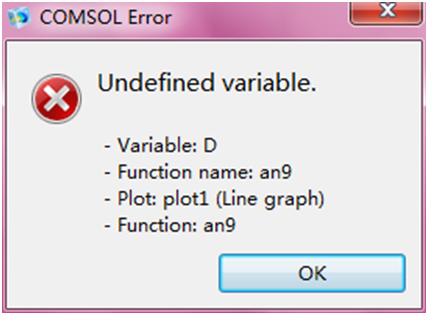 COMSOL Error
Undefined variable.
- Variable: D
- Function name: an9
- Plot: plot1 (Line graph)
- Function: an9
OK